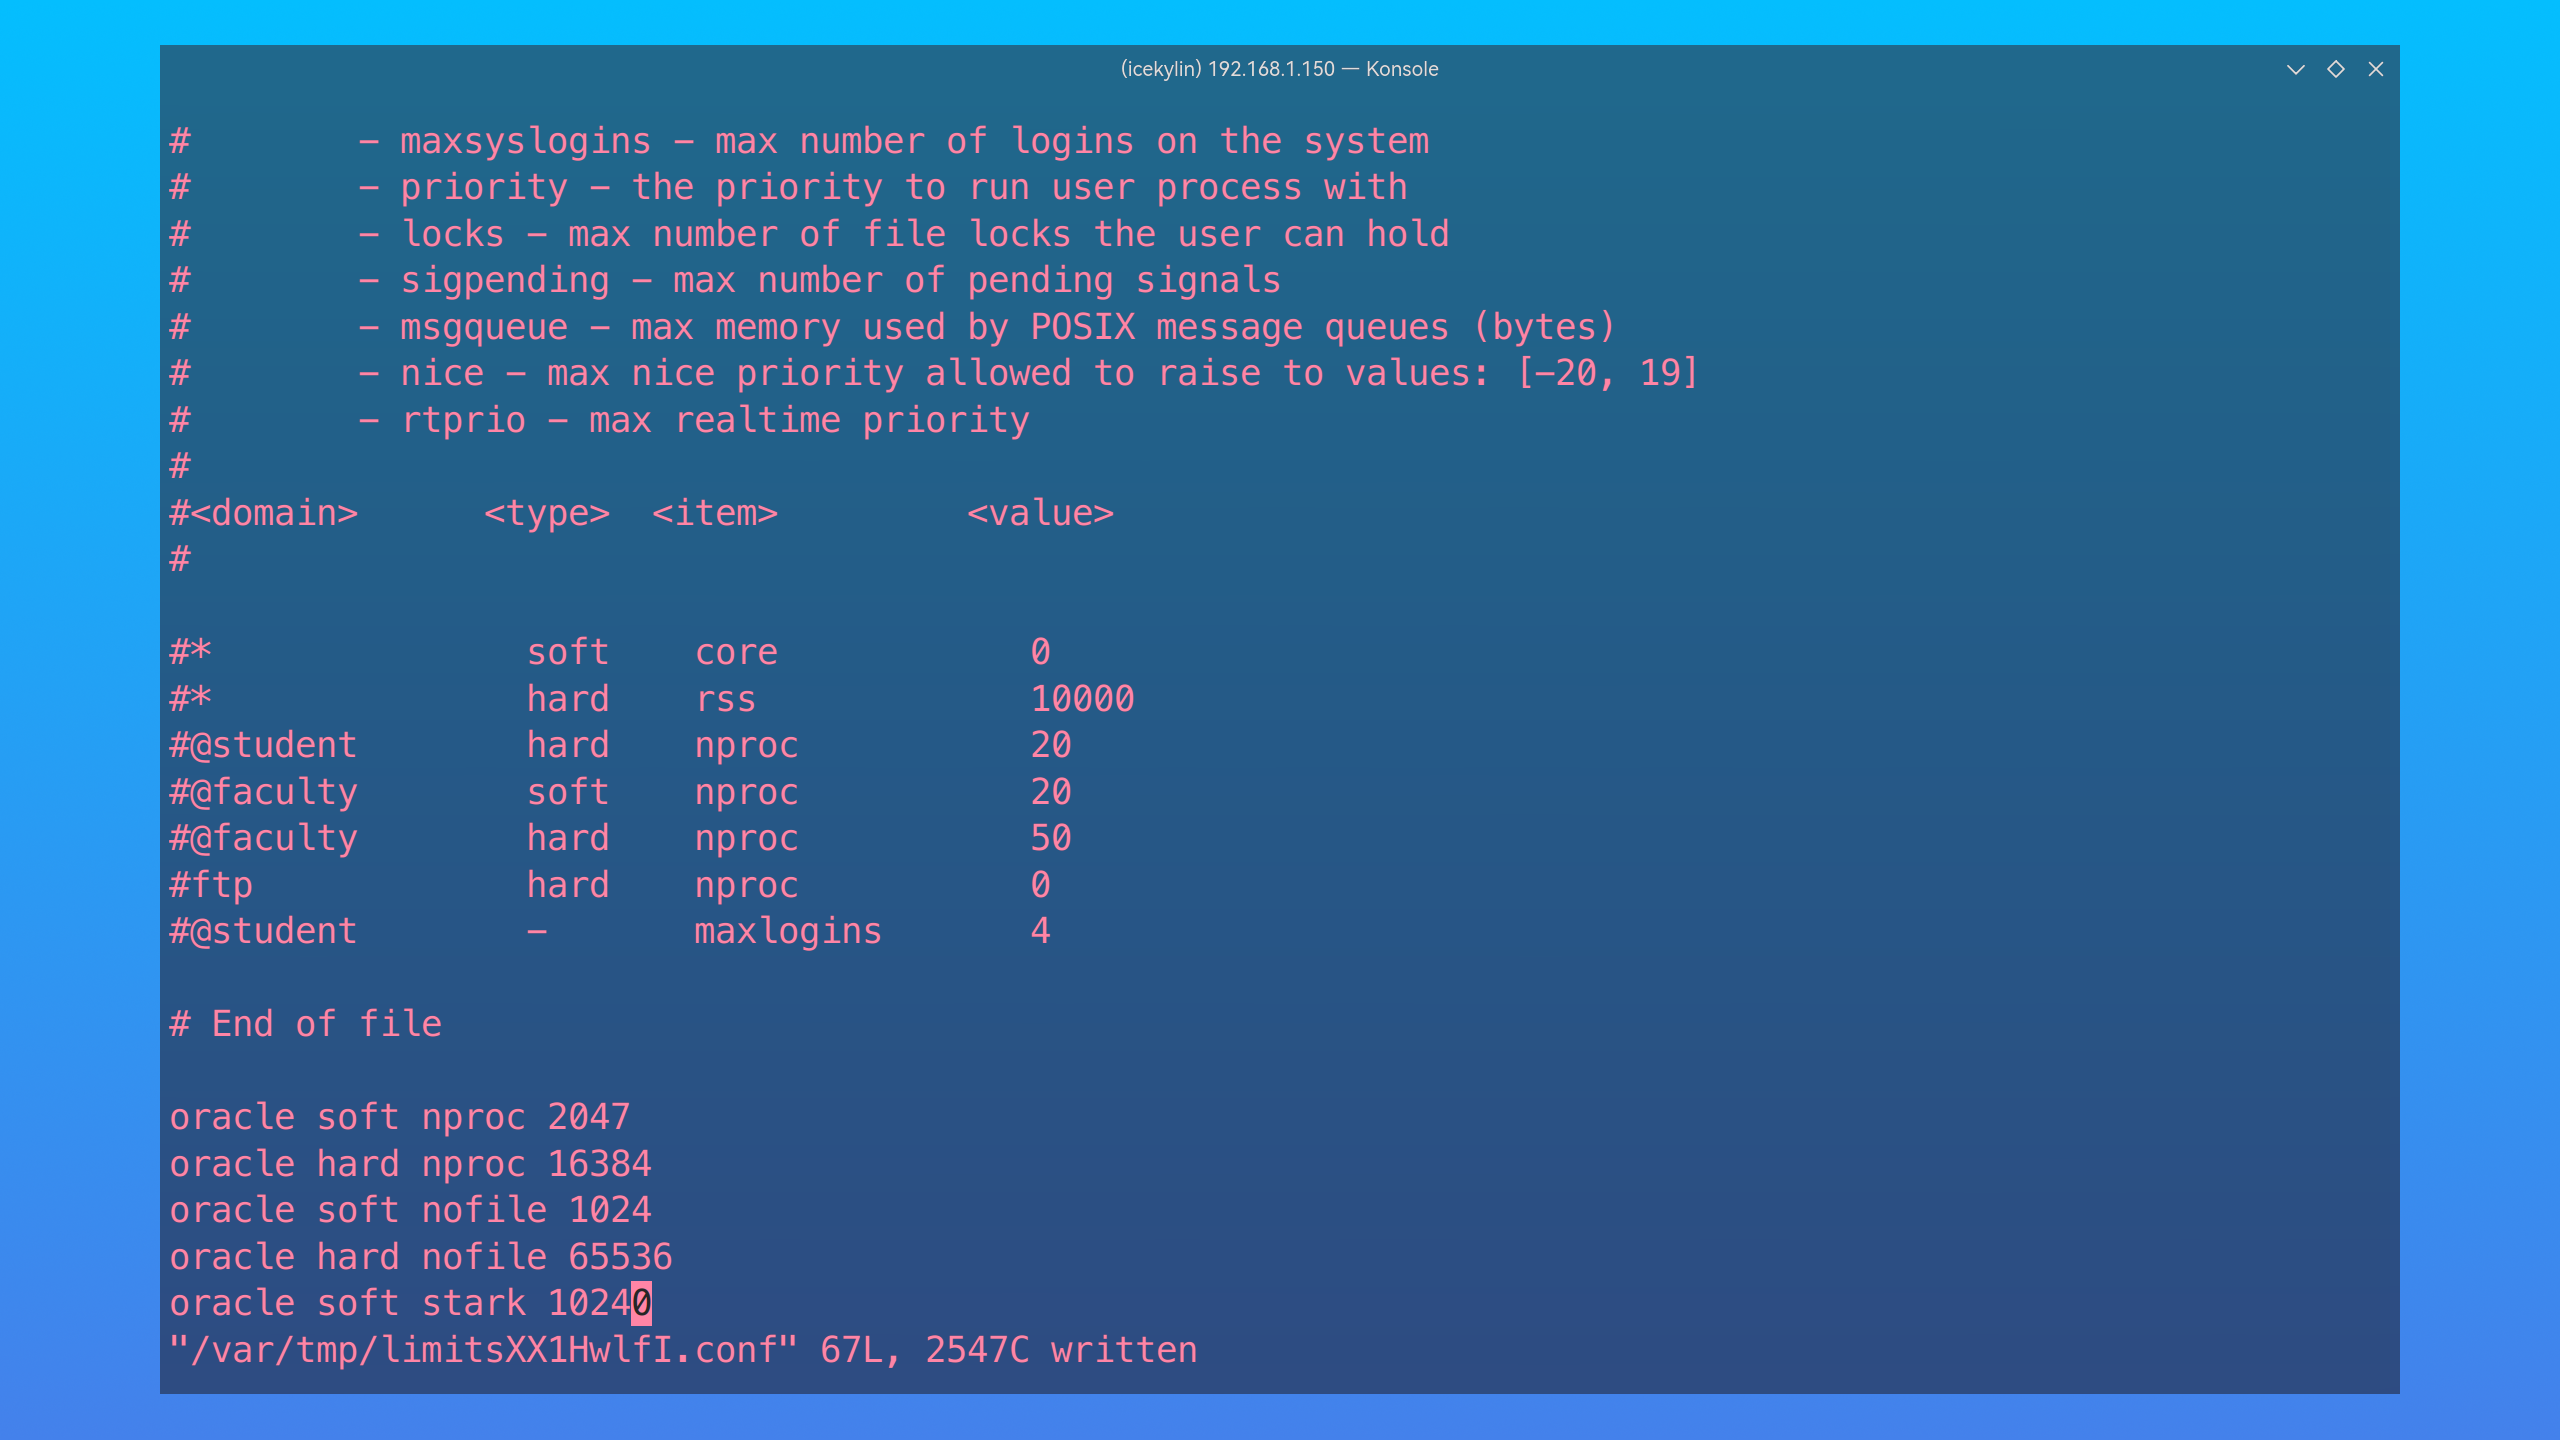 (icekylin) 192.168.1.150 — Konsole
#        - maxsyslogins - max number of logins on the system
#        - priority - the priority to run user process with
#        - locks - max number of file locks the user can hold
#        - sigpending - max number of pending signals
#        - msgqueue - max memory used by POSIX message queues (bytes)
#        - nice - max nice priority allowed to raise to values: [-20, 19]
#        - rtprio - max realtime priority
#
#<domain>      <type>  <item>         <value>
#
#*               soft    core            0
#*               hard    rss             10000
#@student        hard    nproc           20
#@faculty        soft    nproc           20
#@faculty        hard    nproc           50
#ftp             hard    nproc           0
#@student        -       maxlogins       4
# End of file
oracle soft nproc 2047
oracle hard nproc 16384
oracle soft nofile 1024
oracle hard nofile 65536
oracle soft stark 10240
"/var/tmp/limitsXX1HwlfI.conf" 67L, 2547C written